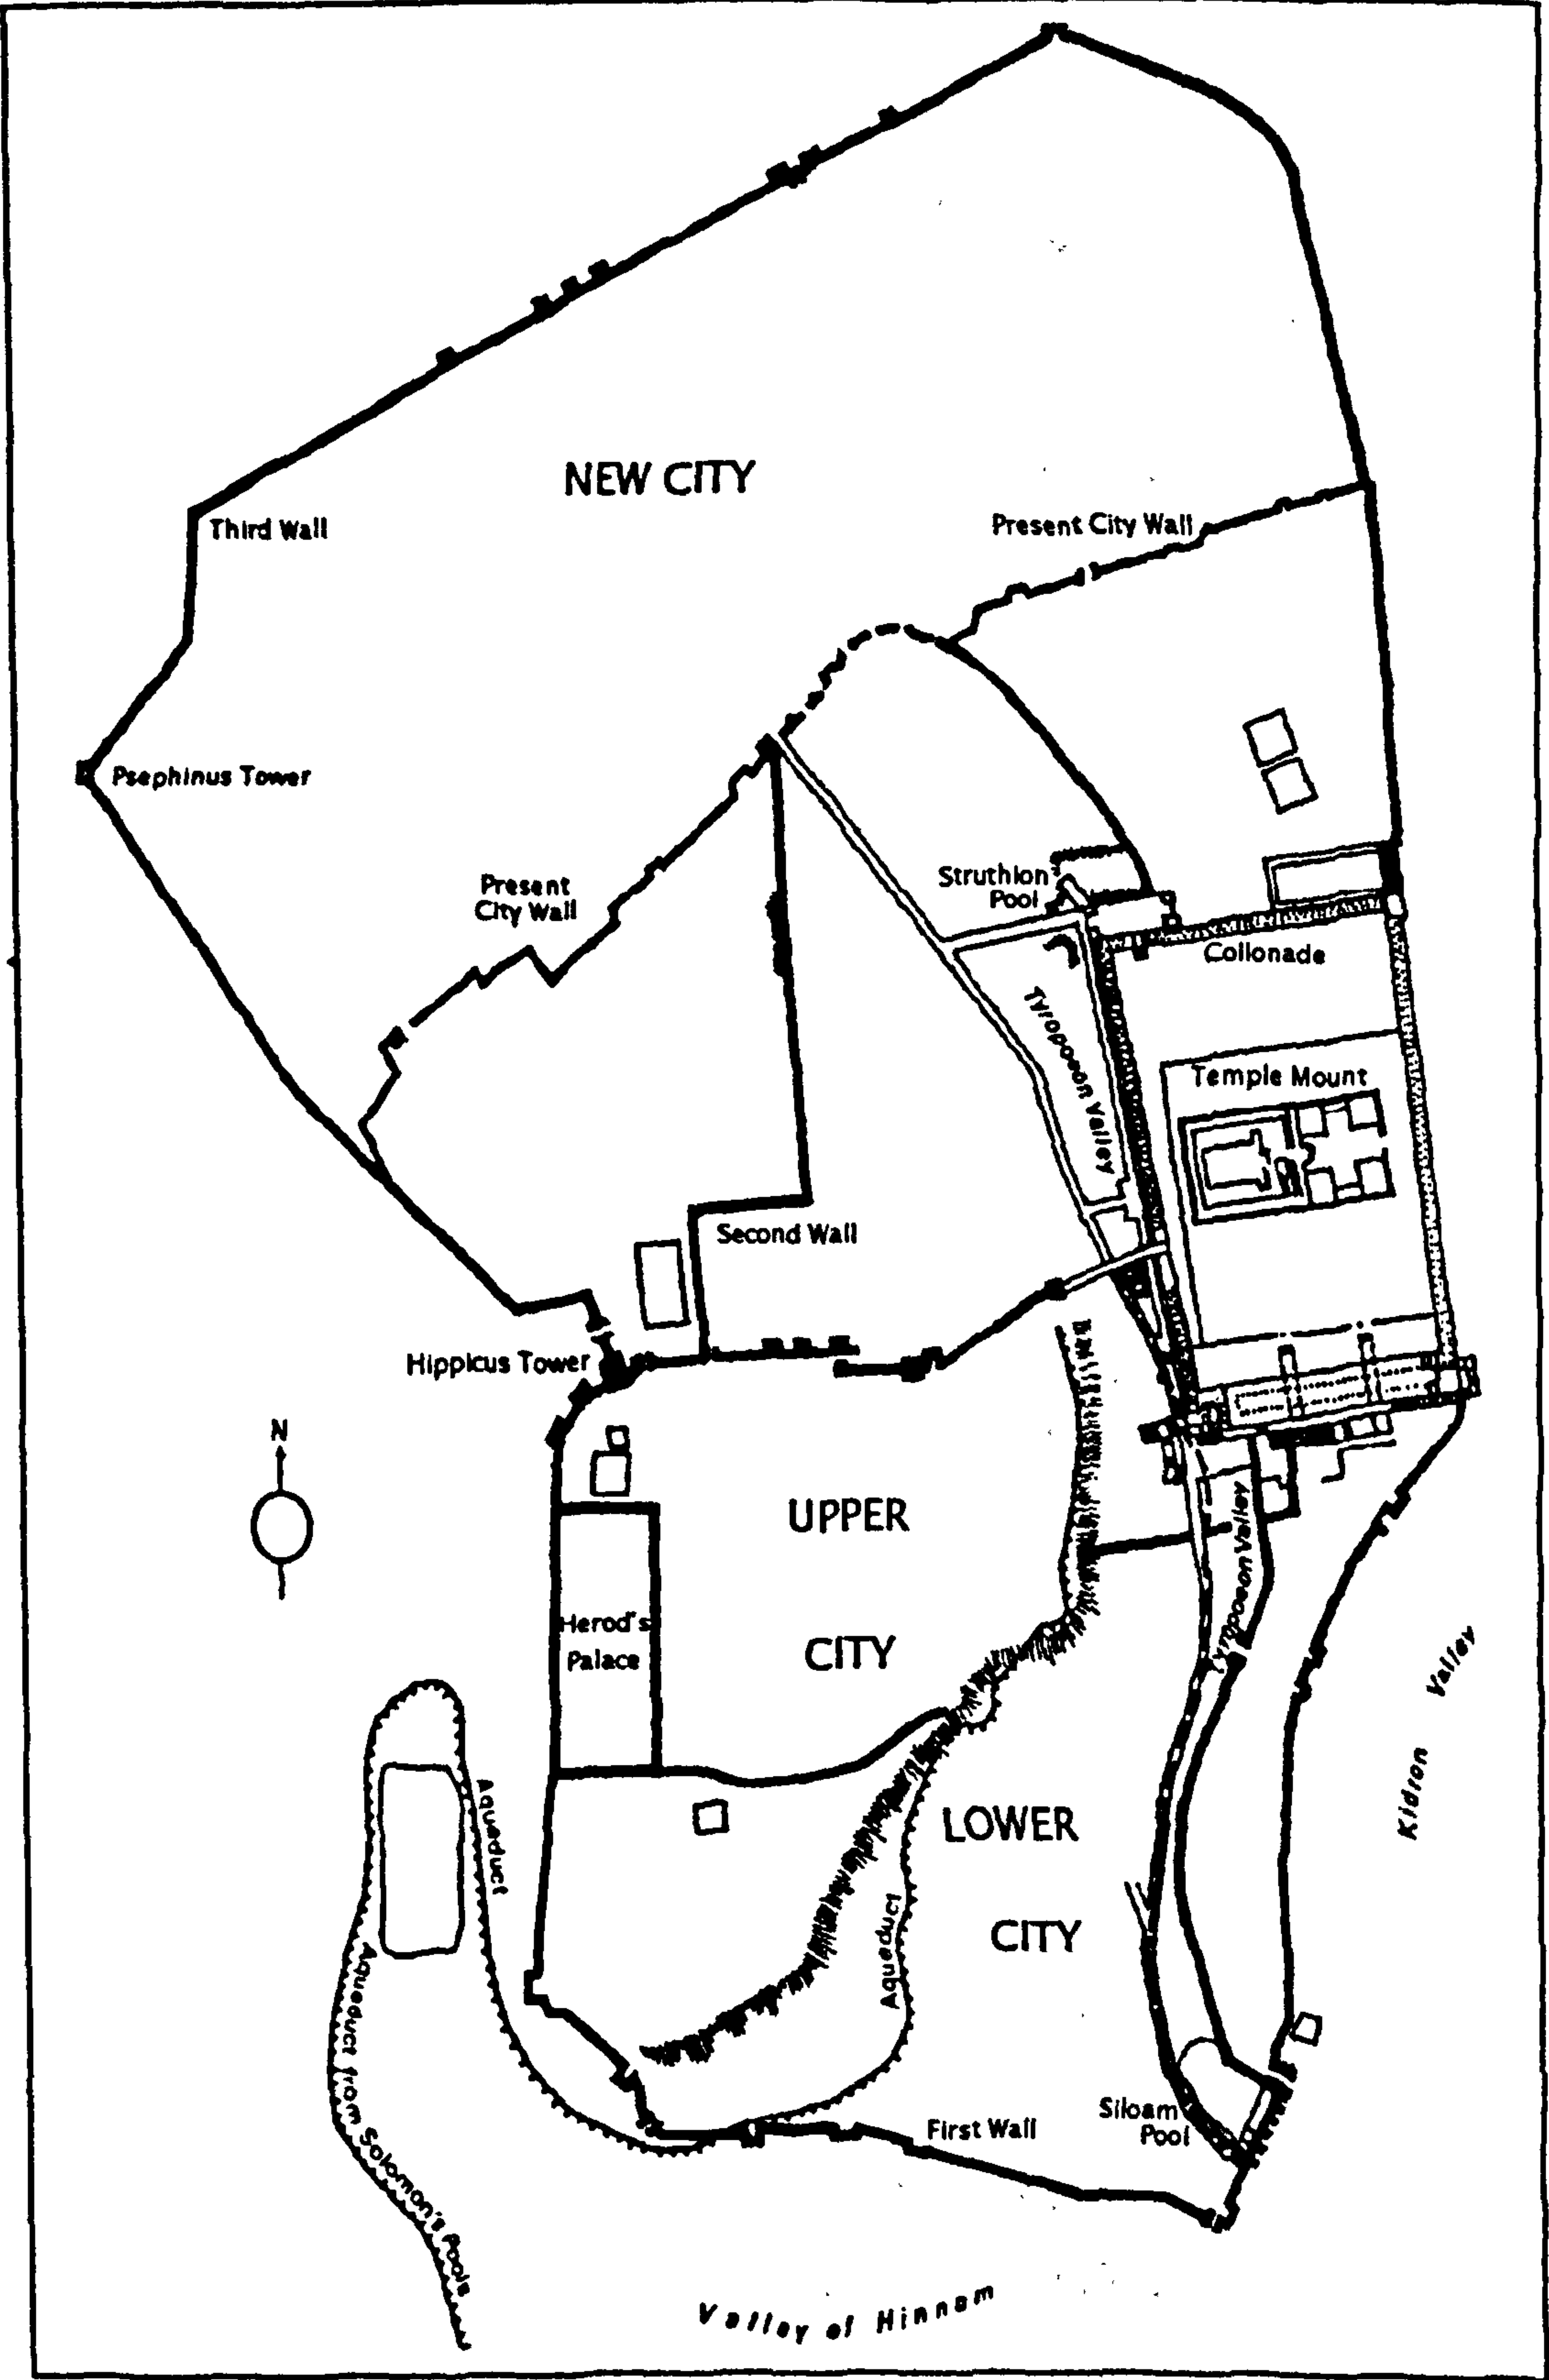 NEW CITY
Third Wall
Present City Wall
Psephinus Tower
Present
City Wall
Struthion
Pool
Collonade
Tyropoeon Valley
Temple Mount
Second Wall
Hippicus Tower
N
UPPER
CITY
Tyropoeon Valley
Herod's
Palace
Kidron Valley
Aqueduct
LOWER
CITY
Aqueduct
Aqueduct from Solomon's Pools
First Wall
Siloam
Pool
Valley of Hinnom